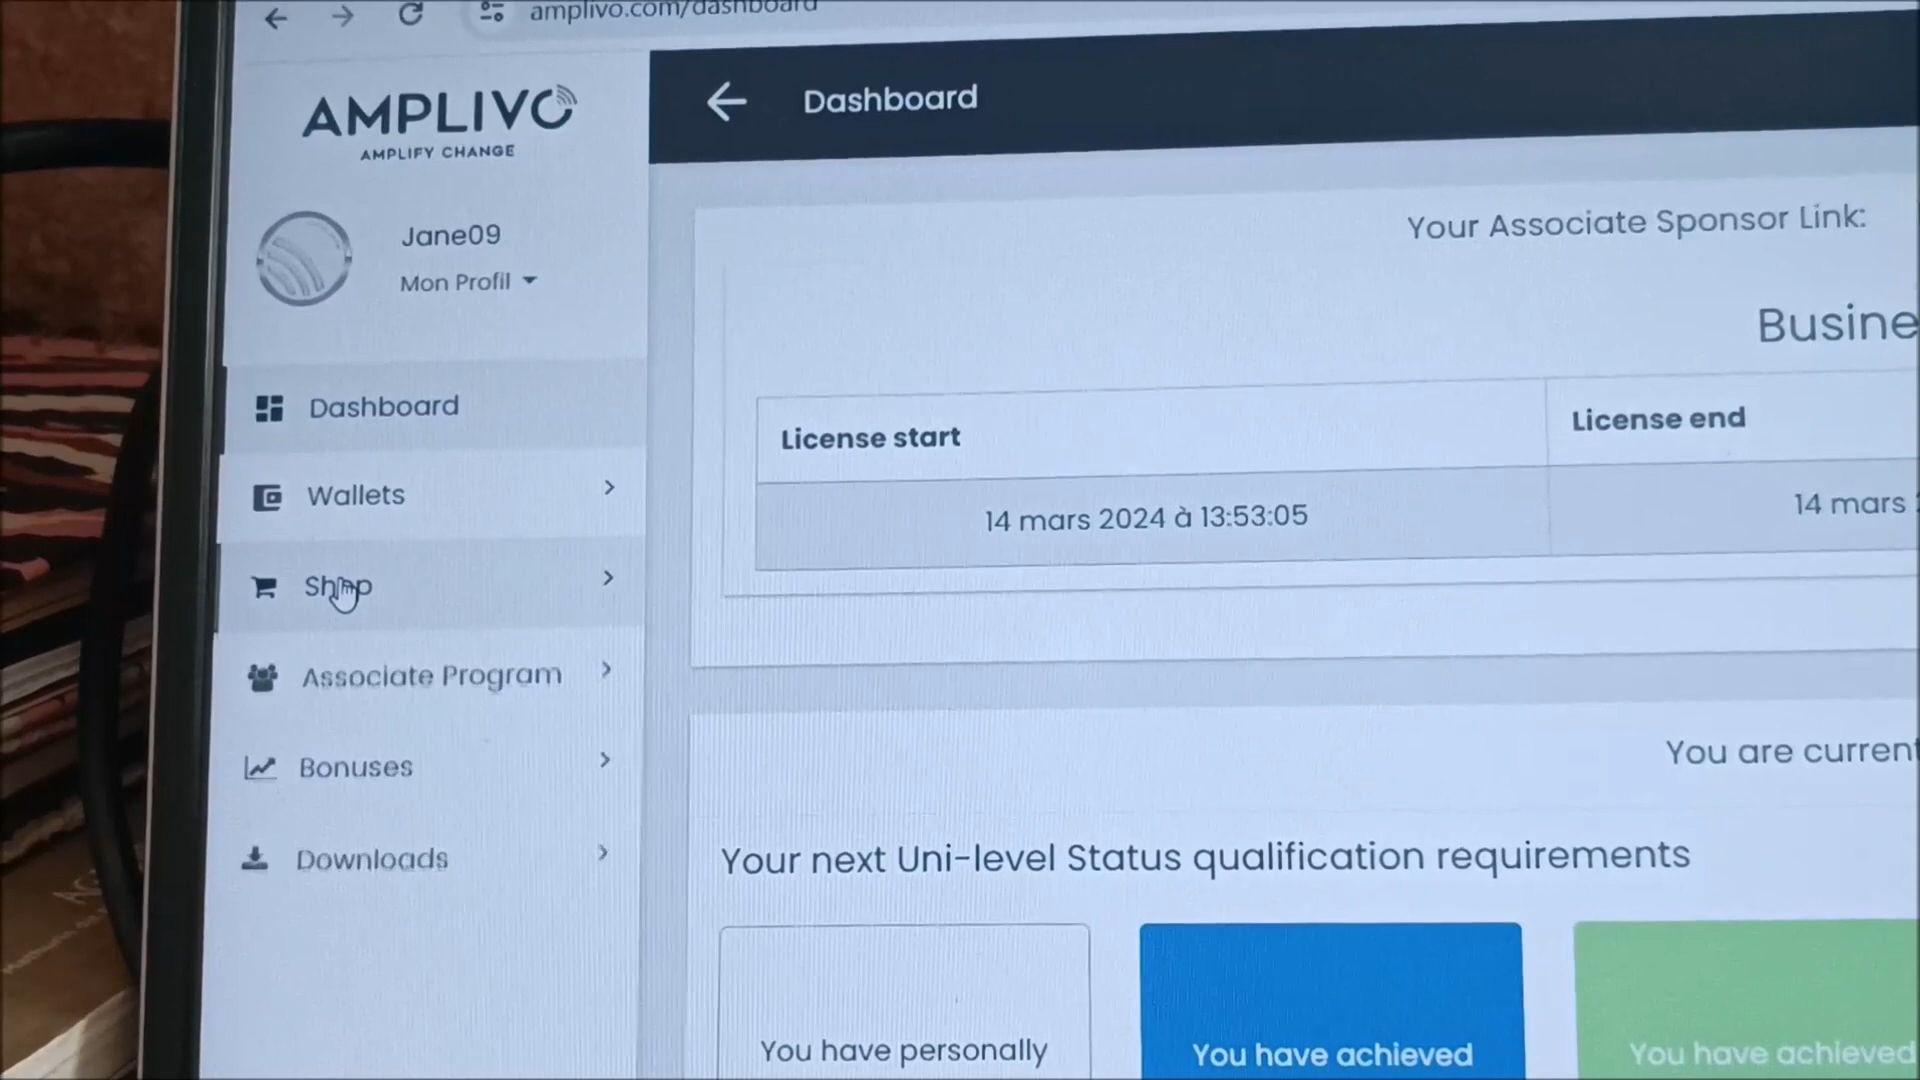 amplivo.com/dashboard
AMPLIVO
AMPLIFY CHANGE
Dashboard
Jane09
Mon Profil
Your Associate Sponsor Link:
Busine
Dashboard
License start
License end
Wallets
14 mars 2024 à 13:53:05
14 mars
Shop
Associate Program
Bonuses
You are current
Downloads
Your next Uni-level Status qualification requirements
You have personally
You have achieved
You have achieved